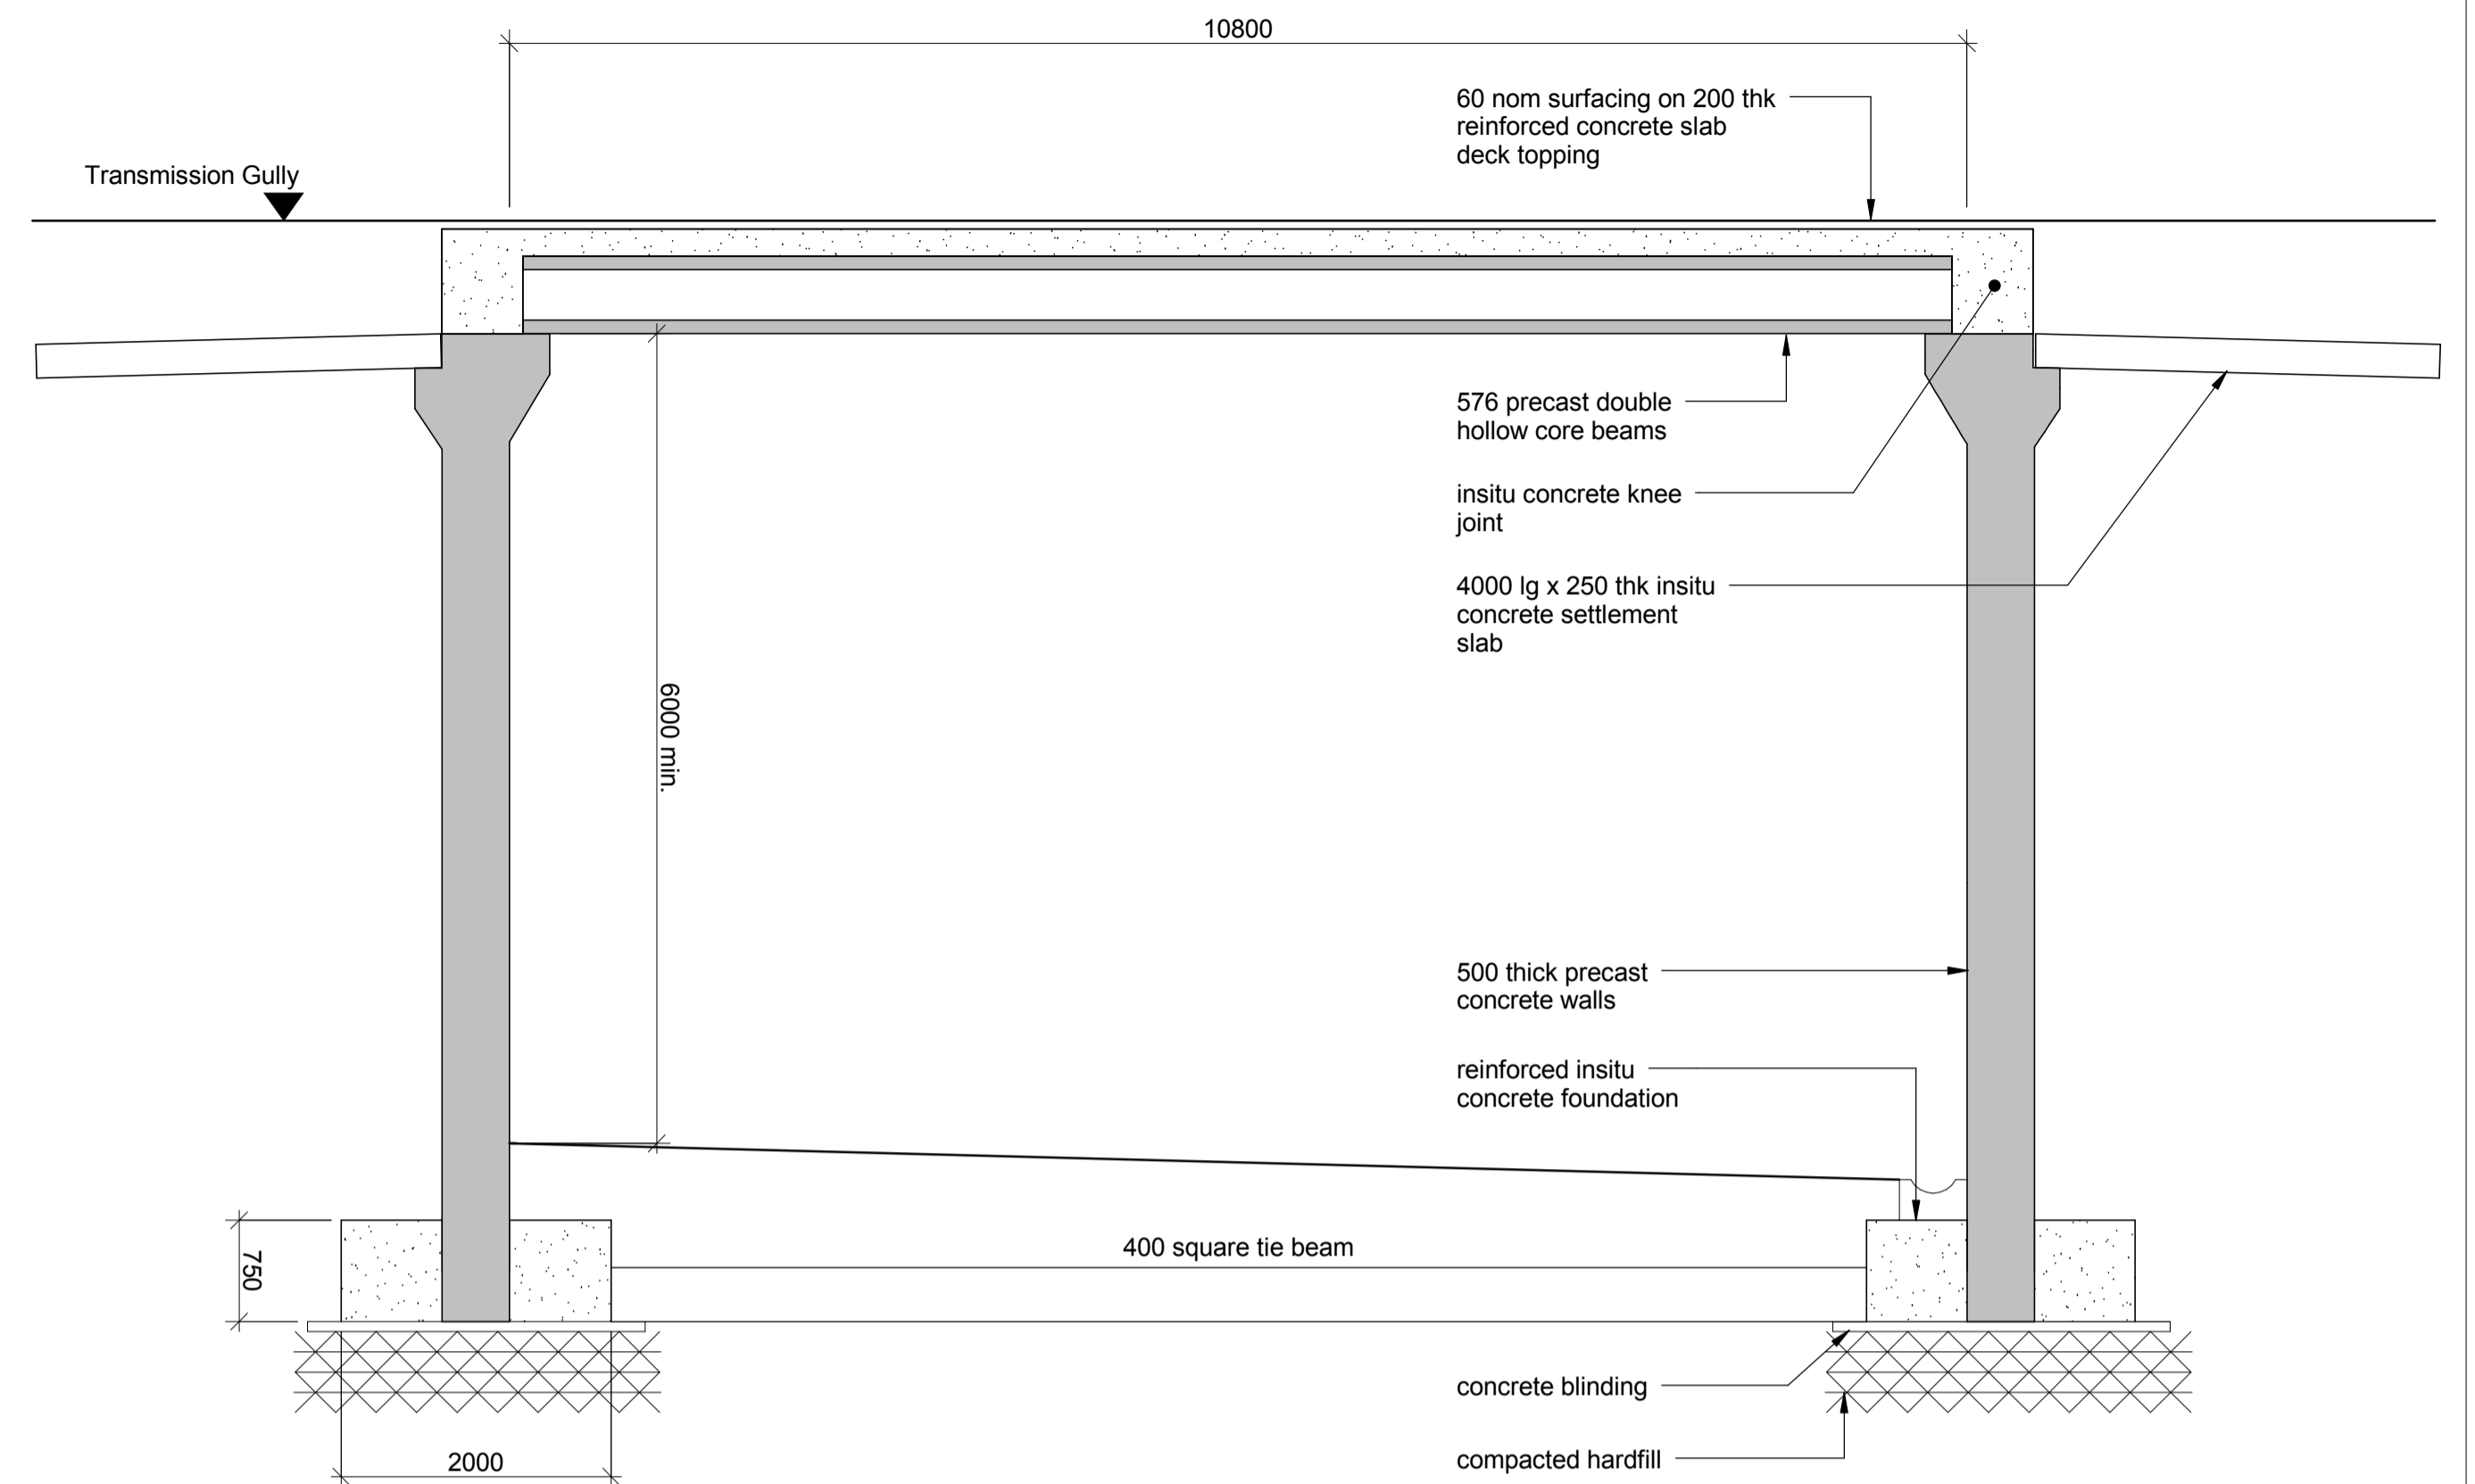 10800
60 nom surfacing on 200 thk
reinforced concrete slab
deck topping
Transmission Gully
576 precast double
hollow core beams
insitu concrete knee
joint
4000 lg x 250 thk insitu
concrete settlement
slab
6000 min.
500 thick precast
concrete walls
reinforced insitu
concrete foundation
400 square tie beam
750
concrete blinding
compacted hardfill
2000